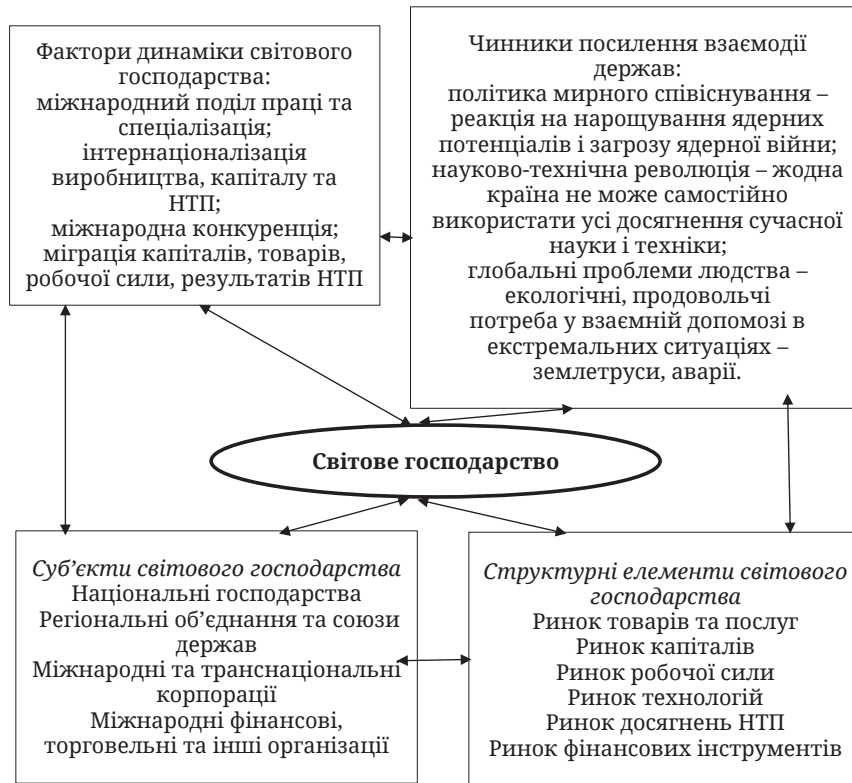 Фактори динаміки світового
господарства:
міжнародний поділ праці та
спеціалізація;
інтернаціоналізація
виробництва, капіталу та
НТП;
міжнародна конкуренція;
міграція капіталів, товарів,
робочої сили, результатів НТП
Чинники посилення взаємодії
держав:
політика мирного співіснування –
реакція на нарощування ядерних
потенціалів і загрозу ядерної війни;
науково-технічна революція – жодна
країна не може самостійно
використати усі досягнення сучасної
науки і техніки;
глобальні проблеми людства –
екологічні, продовольчі
потреба у взаємній допомозі в
екстремальних ситуаціях –
землетруси, аварії.
Світове господарство
Суб’єкти світового господарства
Національні господарства
Регіональні об’єднання та союзи
держав
Міжнародні та транснаціональні
корпорації
Міжнародні фінансові,
торговельні та інші організації
Структурні елементи світового
господарства
Ринок товарів та послуг
Ринок капіталів
Ринок робочої сили
Ринок технологій
Ринок досягнень НТП
Ринок фінансових інструментів